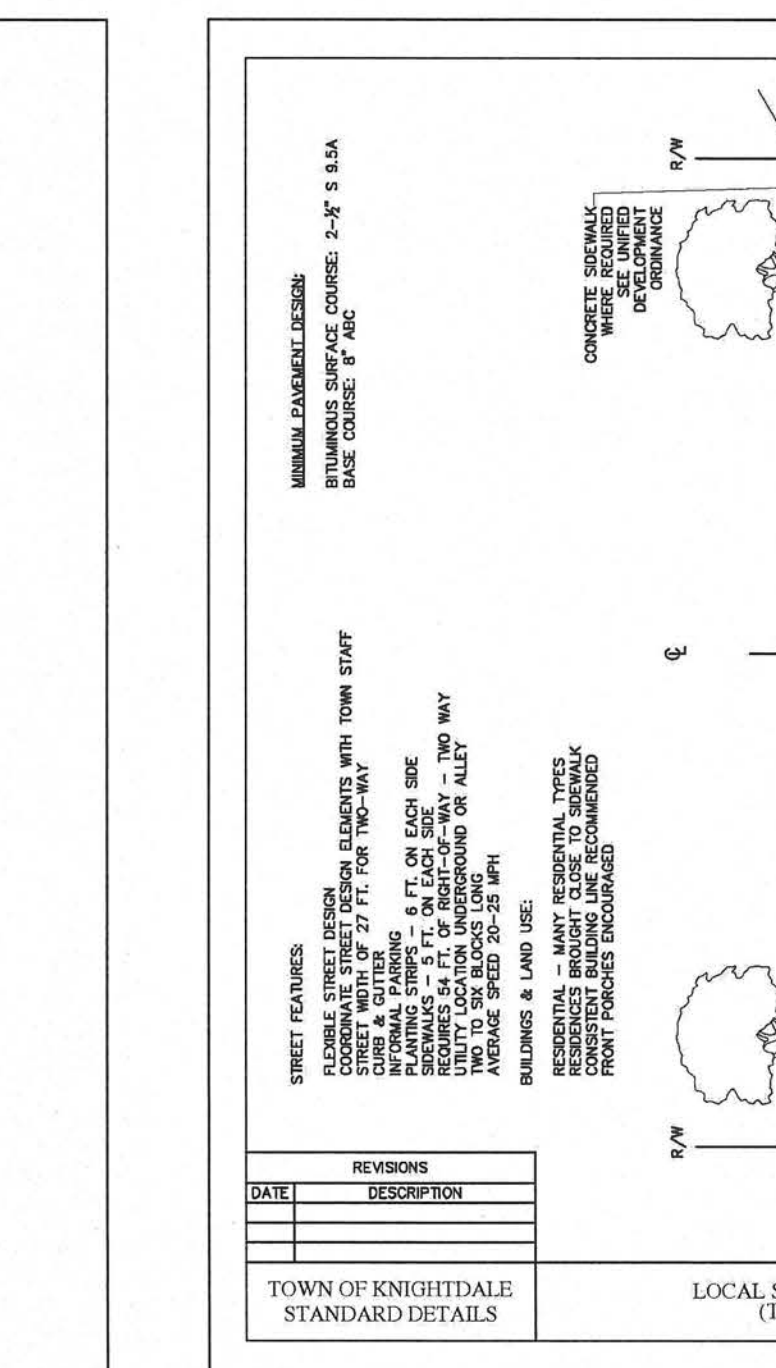 STREET FEATURES:
FLEXIBLE STREET DESIGN
COORDINATE STREET DESIGN ELEMENTS WITH TOWN STAFF
STREET WIDTH OF 27 FT. FOR TWO-WAY
CURB & GUTTER
INFORMAL PARKING
PLANTING STRIPS – 6 FT. ON EACH SIDE
SIDEWALKS – 5 FT. ON EACH SIDE
REQUIRES 54 FT. OF RIGHT-OF-WAY – TWO WAY
UTILITY LOCATION UNDERGROUND OR ALLEY
TWO TO SIX BLOCKS LONG
AVERAGE SPEED 20-25 MPH
BUILDINGS & LAND USE:
RESIDENTIAL – MANY RESIDENTIAL TYPES
RESIDENCES BROUGHT CLOSE TO SIDEWALK
CONSISTENT BUILDING LINE RECOMMENDED
FRONT PORCHES ENCOURAGED
MINIMUM PAVEMENT DESIGN:
BITUMINOUS SURFACE COURSE: 2-½" S 9.5A
BASE COURSE: 8" ABC
CONCRETE SIDEWALK
WHERE REQUIRED
SEE UNIFIED
DEVELOPMENT
ORDINANCE
R/W
℄
R/W
REVISIONS
DATE DESCRIPTION
TOWN OF KNIGHTDALE
STANDARD DETAILS
LOCAL S
(T